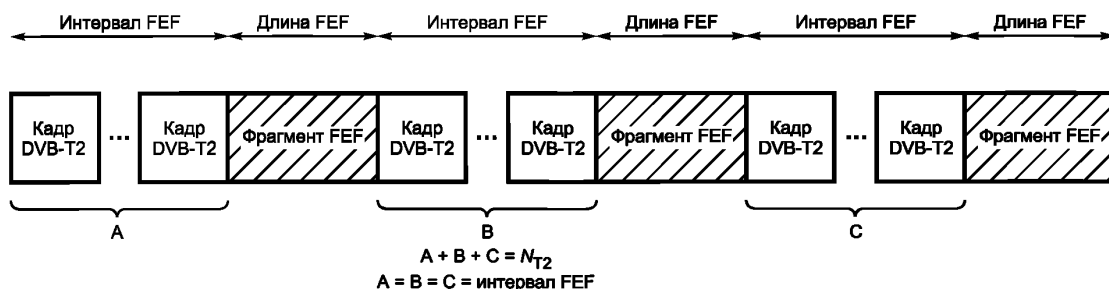 Интервал FEF Длина FEF Интервал FEF Длина FEF Интервал FEF Длина FEF
Кадр DVB-T2
...
Кадр DVB-T2
Фрагмент FEF
Кадр DVB-T2
...
Кадр DVB-T2
Фрагмент FEF
Кадр DVB-T2
...
Кадр DVB-T2
Фрагмент FEF
A B C
A + B + C = NT2
A = B = C = интервал FEF